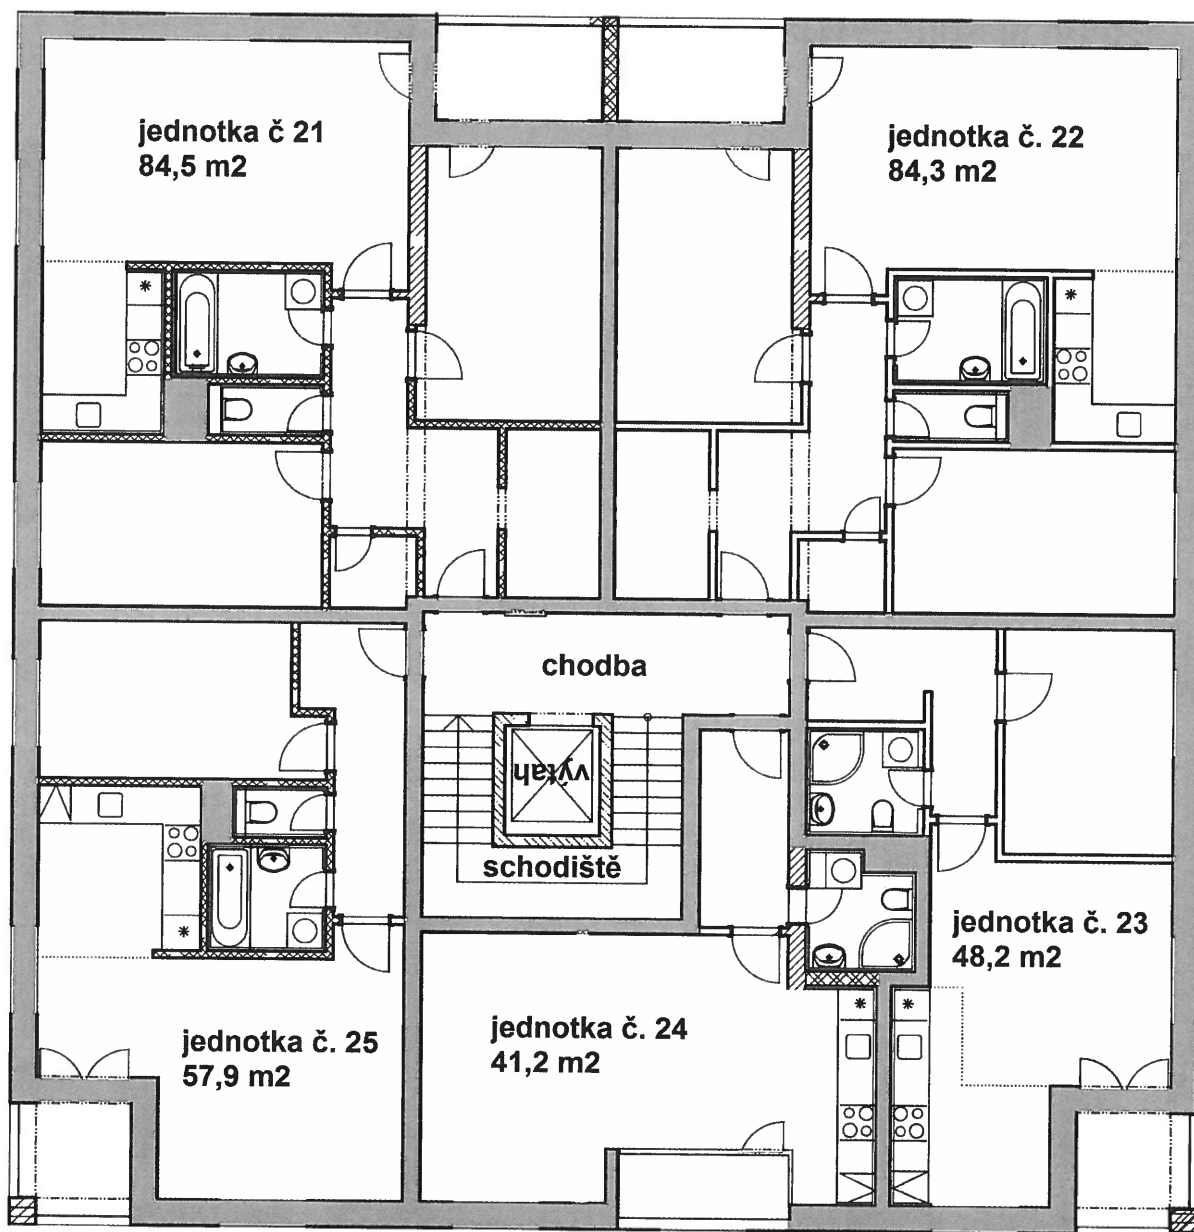 jednotka č 21
84,5 m2
jednotka č. 22
84,3 m2
chodba
výtah
schodiště
jednotka č. 23
48,2 m2
jednotka č. 24
41,2 m2
jednotka č. 25
57,9 m2